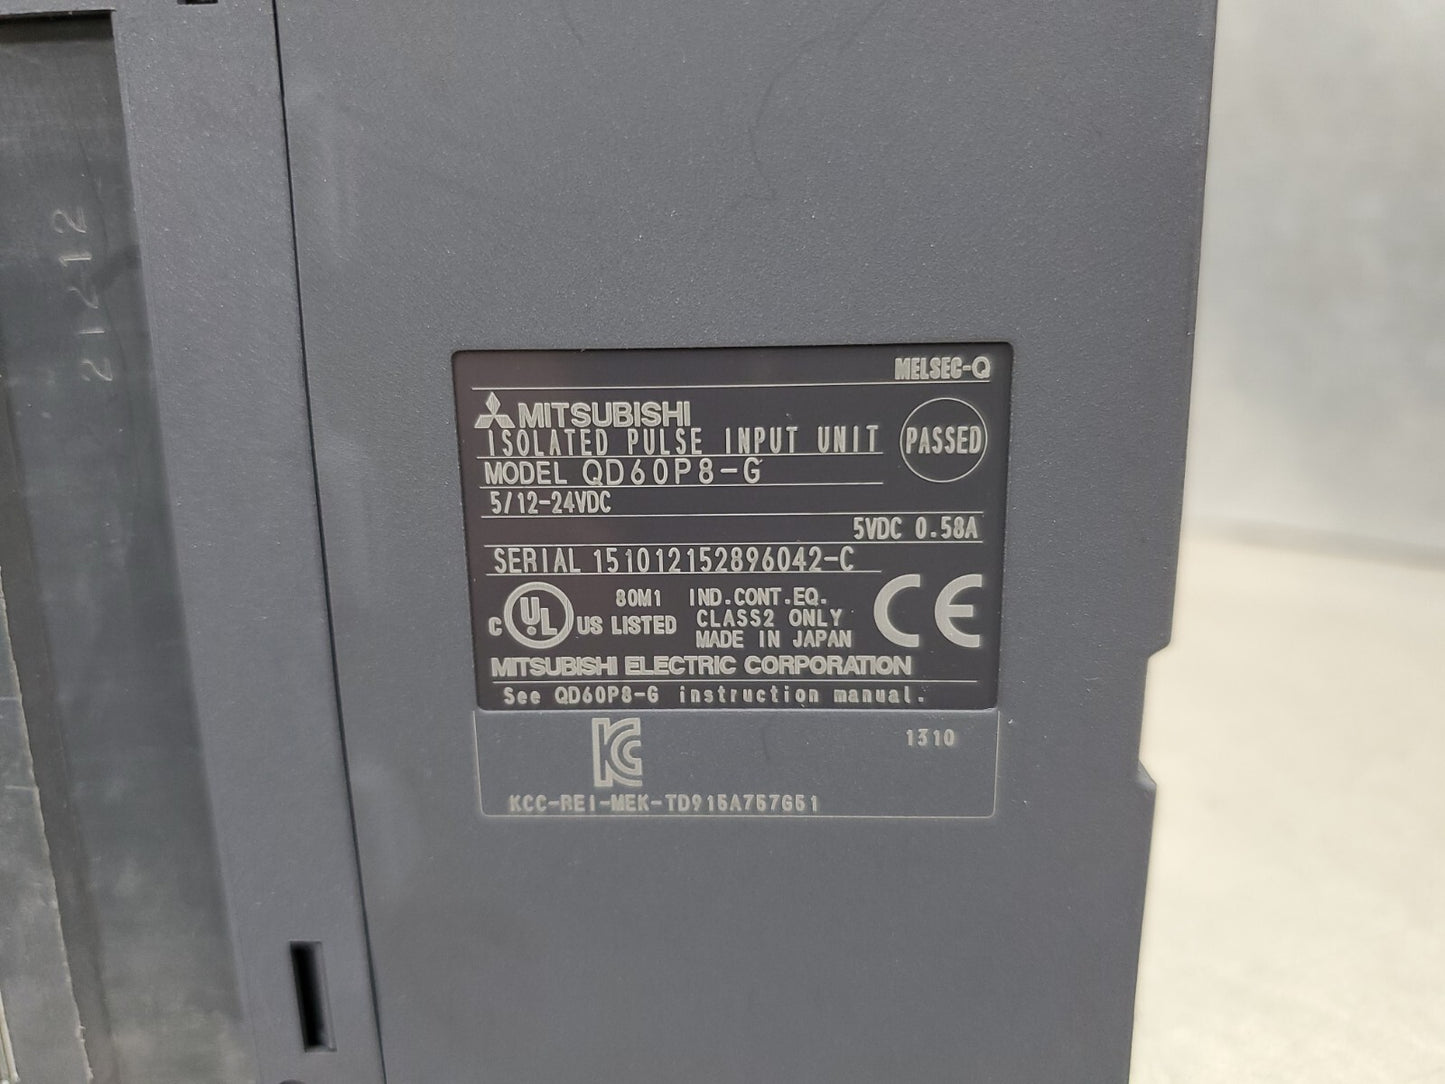 21212
MELSEC-Q
MITSUBISHI
ISOLATED PULSE INPUT UNIT
PASSED
MODEL QD60P8-G
5/12-24VDC
5VDC 0.58A
SERIAL 151012152896042-C
C UL US LISTED
80M1 IND.CONT.EQ.
CLASS2 ONLY
MADE IN JAPAN
CE
MITSUBISHI ELECTRIC CORPORATION
See QD60P8-G instruction manual.
KC
1310
KCC-REI-MEK-TD915A757G51